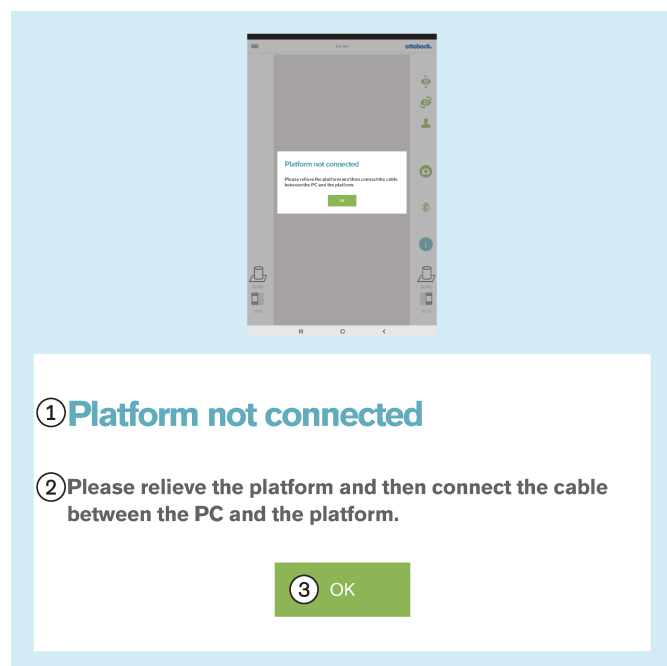 ottobock.
Platform not connected
Please relieve the platform and then connect the cable
between the PC and the platform.
OK
i
1 Platform not connected
2 Please relieve the platform and then connect the cable
between the PC and the platform.
3 OK